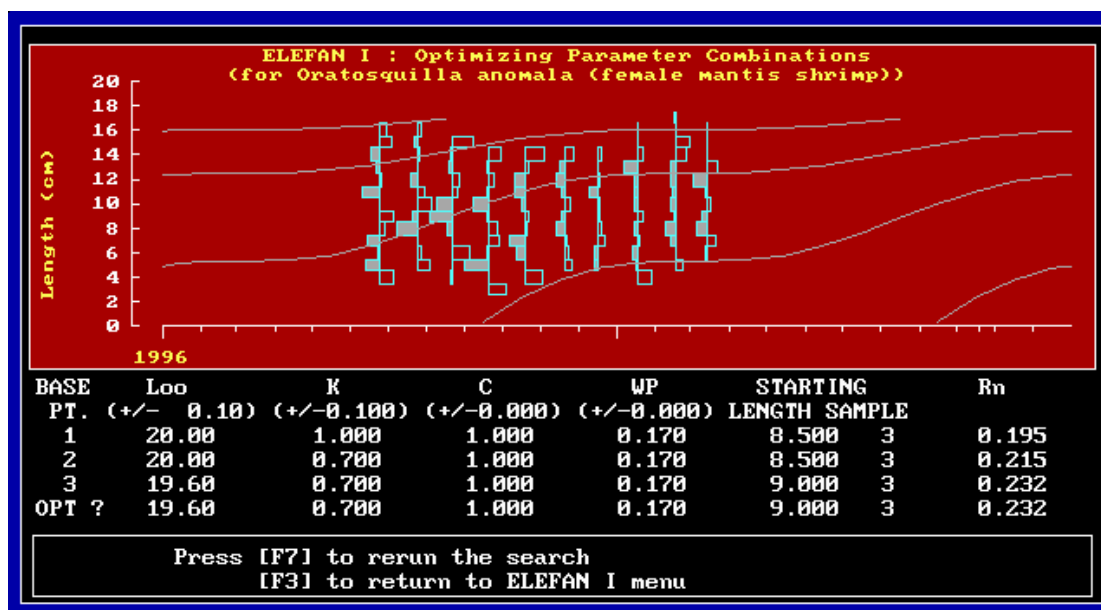 ELEFAN I : Optimizing Parameter Combinations
(for Oratosquilla anomala (female mantis shrimp))
Length (cm)
20
18
16
14
12
10
8
6
4
2
0
1996
BASE Loo K C WP STARTING Rn
PT. (+/- 0.10) (+/-0.100) (+/-0.000) (+/-0.000) LENGTH SAMPLE
1 20.00 1.000 1.000 0.170 8.500 3 0.195
2 20.00 0.700 1.000 0.170 8.500 3 0.215
3 19.60 0.700 1.000 0.170 9.000 3 0.232
OPT ? 19.60 0.700 1.000 0.170 9.000 3 0.232
Press [F7] to rerun the search
[F3] to return to ELEFAN I menu